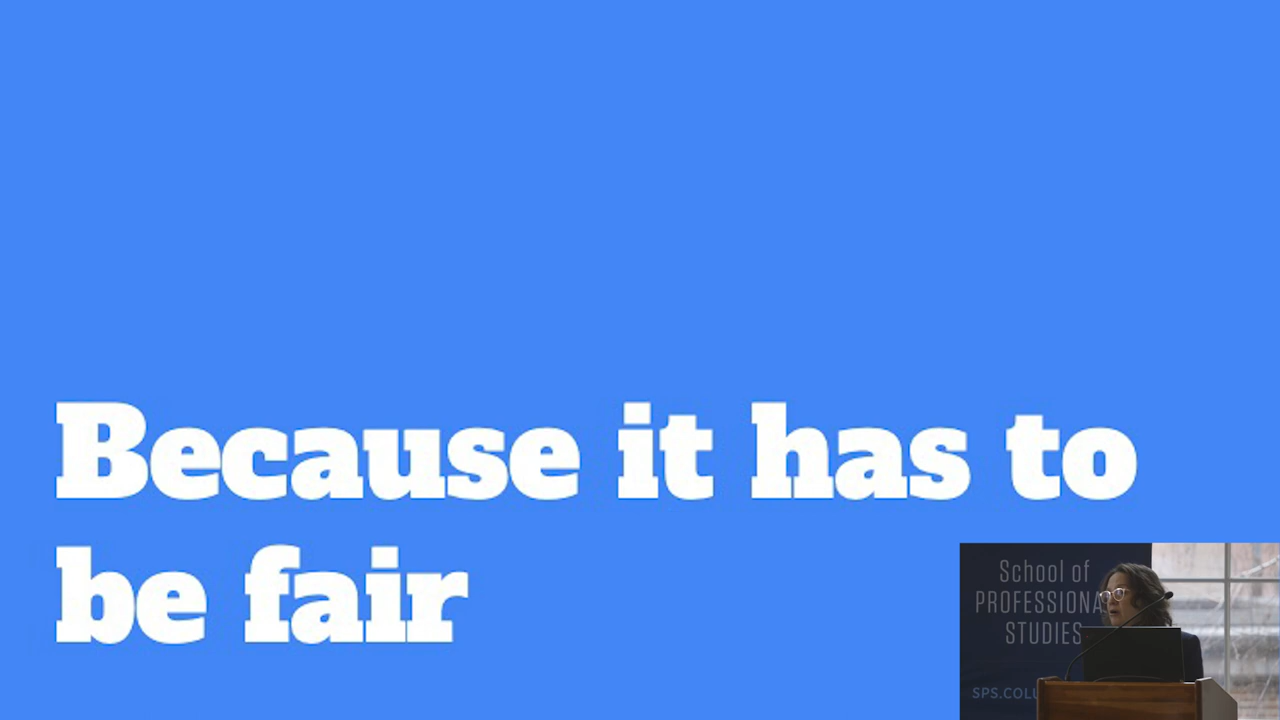 Because it has to
be fair
School of
PROFESSIONA
STUDIES
SPS.COLU